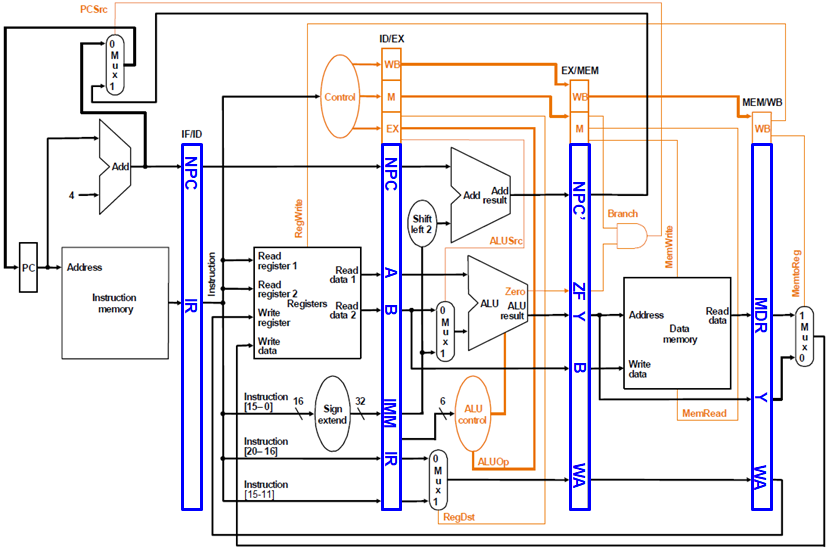 PCSrc
0
M
u
x
1
ID/EX
WB
M
EX
Control
EX/MEM
WB
M
MEM/WB
WB
IF/ID
Add
4
NPC
NPC
Add
Add
result
NPC'
Shift
left 2
RegWrite
Branch
MemWrite
MemtoReg
ALUSrc
PC
Address
Instruction
memory
IR
Instruction
Read
register 1
Read
register 2
Registers
Write
register
Write
data
Read
data 1
Read
data 2
A
B
0
M
u
x
1
Zero
ALU
ALU
result
ZF
Y
B
Address
Data
memory
Read
data
Write
data
MemRead
MDR
Y
1
M
u
x
0
Instruction
[15–0]
16
Sign
extend
32
IMM
6
ALU
control
ALUOp
Instruction
[20–16]
IR
Instruction
[15-11]
0
M
u
x
1
RegDst
WA
WA